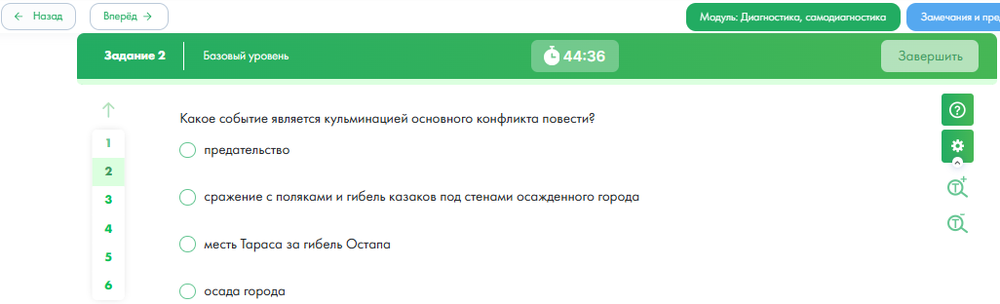 ← Назад
Вперёд →
Модуль: Диагностика, самодиагностика
Замечания и пре
Задание 2
Базовый уровень
44:36
Завершить
Какое событие является кульминацией основного конфликта повести?
предательство
сражение с поляками и гибель казаков под стенами осажденного города
месть Тараса за гибель Остапа
осада города
1
2
3
4
5
6
?
T+
T-